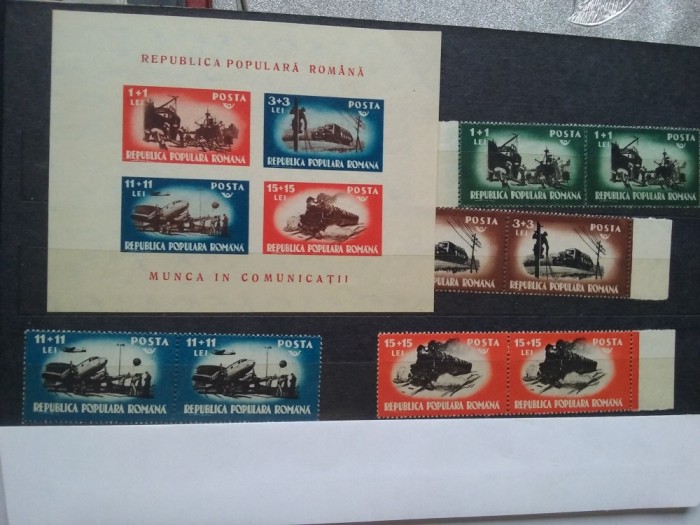 REPUBLICA POPULARĂ ROMÂNĂ
1+1 LEI POSTA
REPUBLICA POPULARA ROMANA
3+3 LEI POSTA
REPUBLICA POPULARA ROMANA
11+11 LEI POSTA
REPUBLICA POPULARA ROMANA
15+15 LEI POSTA
REPUBLICA POPULARA ROMANA
MUNCA IN COMUNICAȚII
1+1 LEI POSTA
REPUBLICA POPULARA ROMANA
1+1 LEI POSTA
REPUBLICA POPULARA ROMANA
POSTA
POPULARA ROMANA
3+3 LEI POSTA
REPUBLICA POPULARA ROMANA
11+11 LEI POSTA
REPUBLICA POPULARA ROMANA
11+11 LEI POSTA
REPUBLICA POPULARA ROMANA
15+15 LEI POSTA
REPUBLICA POPULARA ROMANA
15+15 LEI POSTA
REPUBLICA POPULARA ROMANA